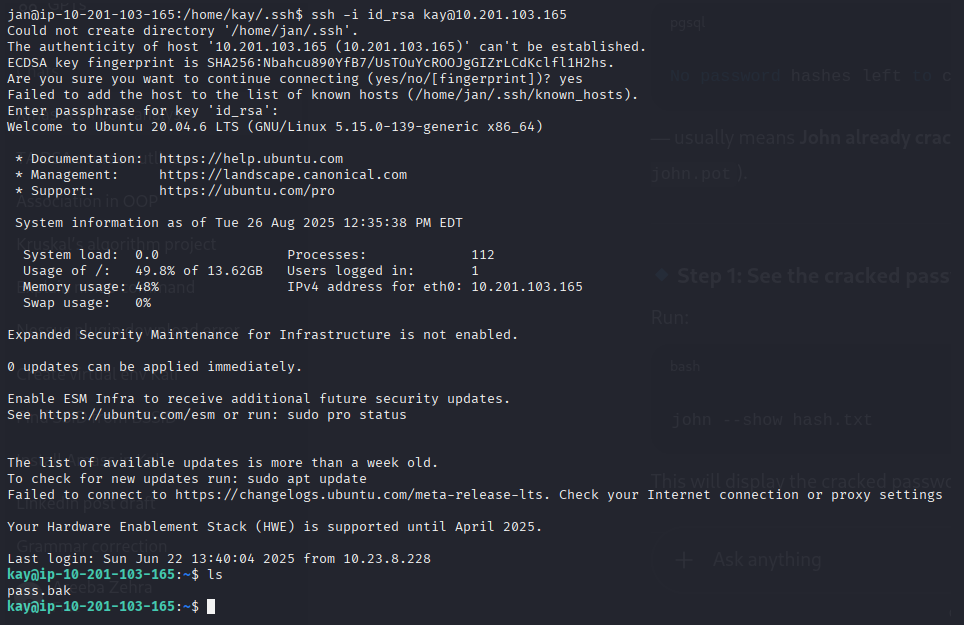 jan@ip-10-201-103-165:/home/kay/.ssh$ ssh -i id_rsa kay@10.201.103.165
Could not create directory '/home/jan/.ssh'.
The authenticity of host '10.201.103.165 (10.201.103.165)' can't be established.
ECDSA key fingerprint is SHA256:Nbahcu890YfB7/UsTOuYcROOJgGIZrLCdKclfl1H2hs.
Are you sure you want to continue connecting (yes/no/[fingerprint])? yes
Failed to add the host to the list of known hosts (/home/jan/.ssh/known_hosts).
Enter passphrase for key 'id_rsa':
Welcome to Ubuntu 20.04.6 LTS (GNU/Linux 5.15.0-139-generic x86_64)
* Documentation: https://help.ubuntu.com
* Management: https://landscape.canonical.com
* Support: https://ubuntu.com/pro
System information as of Tue 26 Aug 2025 12:35:38 PM EDT
System load: 0.0 Processes: 112
Usage of /: 49.8% of 13.62GB Users logged in: 1
Memory usage: 48% IPv4 address for eth0: 10.201.103.165
Swap usage: 0%
Expanded Security Maintenance for Infrastructure is not enabled.
0 updates can be applied immediately.
Enable ESM Infra to receive additional future security updates.
See https://ubuntu.com/esm or run: sudo pro status
The list of available updates is more than a week old.
To check for new updates run: sudo apt update
Failed to connect to https://changelogs.ubuntu.com/meta-release-lts. Check your Internet connection or proxy settings
Your Hardware Enablement Stack (HWE) is supported until April 2025.
Last login: Sun Jun 22 13:40:04 2025 from 10.23.8.228
kay@ip-10-201-103-165:~$ ls
pass.bak
kay@ip-10-201-103-165:~$
pgsql
No password hashes left to c
— usually means John already crac
john.pot ).
Step 1: See the cracked pass
Run:
bash
john --show hash.txt
This will display the cracked passwo
+ Ask anything
Association in OOP
Kruskal's algorithm project
LinkedIn post draft
Grammar correction